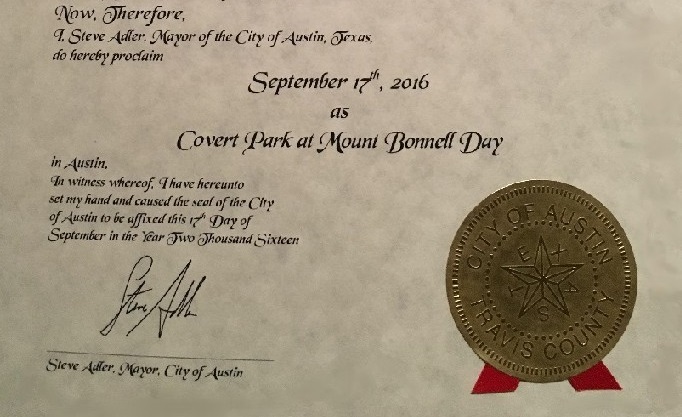 Now, Therefore,
I, Steve Adler, Mayor of the City of Austin, Texas,
do hereby proclaim
September 17th, 2016
as
Covert Park at Mount Bonnell Day
in Austin.
In witness whereof, I have hereunto
set my hand and caused the seal of the City
of Austin to be affixed this 17th Day of
September in the Year Two Thousand Sixteen
Steve Adler
Steve Adler, Mayor, City of Austin
CITY OF AUSTIN
TEXAS
TRAVIS COUNTY